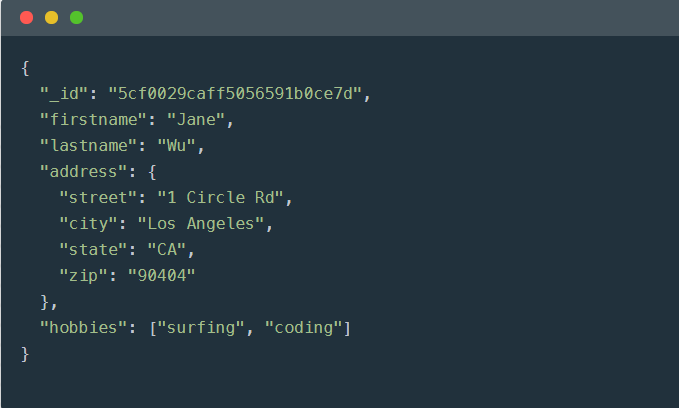 {
  "_id": "5cf0029caff5056591b0ce7d",
  "firstname": "Jane",
  "lastname": "Wu",
  "address": {
    "street": "1 Circle Rd",
    "city": "Los Angeles",
    "state": "CA",
    "zip": "90404"
  },
  "hobbies": ["surfing", "coding"]
}